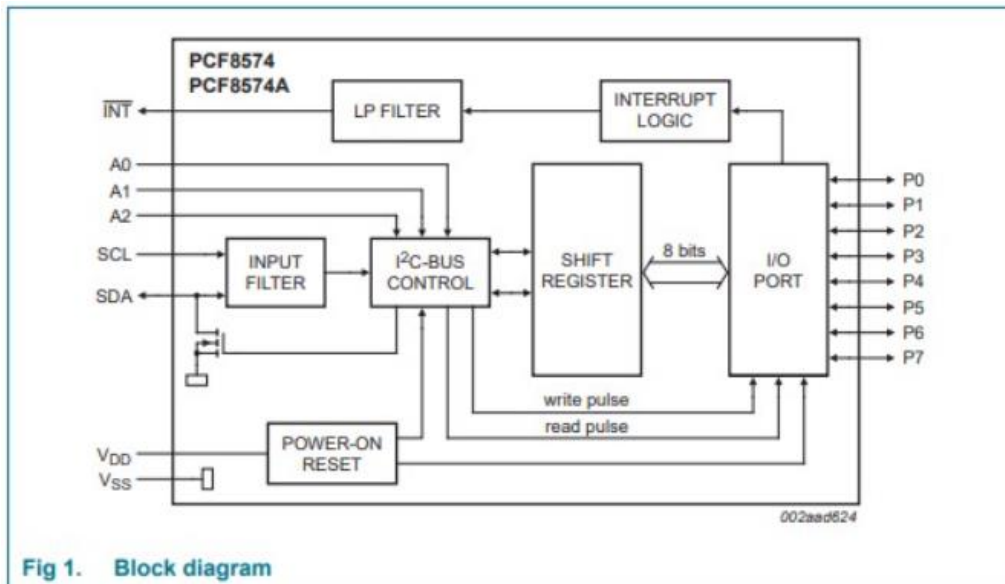 PCF8574
PCF8574A
INT
LP FILTER
INTERRUPT
LOGIC
A0
A1
A2
SCL
SDA
INPUT
FILTER
I²C-BUS
CONTROL
SHIFT
REGISTER
8 bits
I/O
PORT
P0
P1
P2
P3
P4
P5
P6
P7
write pulse
read pulse
VDD
VSS
POWER-ON
RESET
002aad624
Fig 1. Block diagram